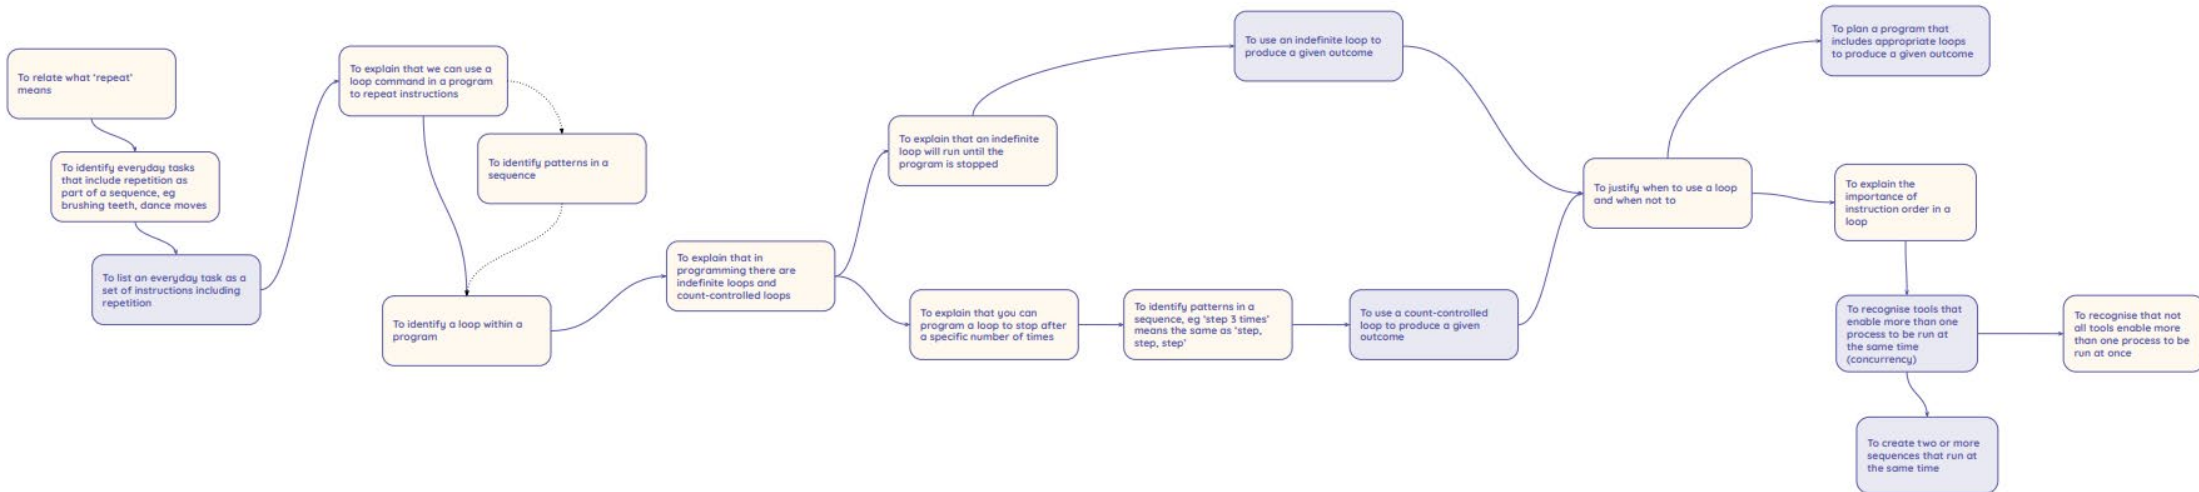 To relate what ‘repeat’
means
To identify everyday tasks
that include repetition as
part of a sequence, eg
brushing teeth, dance moves
To list an everyday task as a
set of instructions including
repetition
To explain that we can use a
loop command in a program
to repeat instructions
To identify patterns in a
sequence
To identify a loop within a
program
To explain that in
programming there are
indefinite loops and
count-controlled loops
To explain that an indefinite
loop will run until the
program is stopped
To use an indefinite loop to
produce a given outcome
To explain that you can
program a loop to stop after
a specific number of times
To identify patterns in a
sequence, eg ‘step 3 times’
means the same as ‘step,
step, step’
To use a count-controlled
loop to produce a given
outcome
To justify when to use a loop
and when not to
To plan a program that
includes appropriate loops
to produce a given outcome
To explain the
importance of
instruction order in a
loop
To recognise tools that
enable more than one
process to be run at
the same time
(concurrency)
To recognise that not
all tools enable more
than one process to be
run at once
To create two or more
sequences that run at
the same time